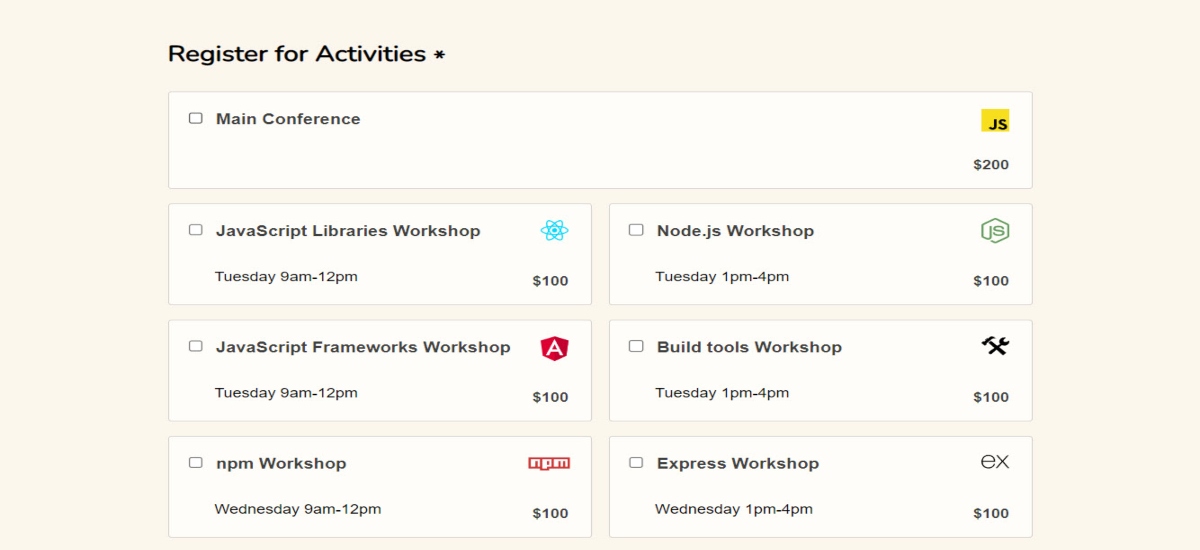 Register for Activities *
Main Conference
JS
$200
JavaScript Libraries Workshop
Tuesday 9am-12pm
$100
Node.js Workshop
JS
Tuesday 1pm-4pm
$100
JavaScript Frameworks Workshop
A
Tuesday 9am-12pm
$100
Build tools Workshop
Tuesday 1pm-4pm
$100
npm Workshop
npm
Wednesday 9am-12pm
$100
Express Workshop
ex
Wednesday 1pm-4pm
$100